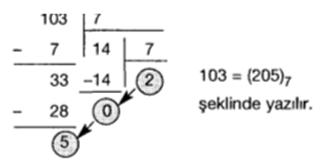 103 7
- 7 14 7
33 -14 2
- 28 0
5
103 = (205)₇
şeklinde yazılır.